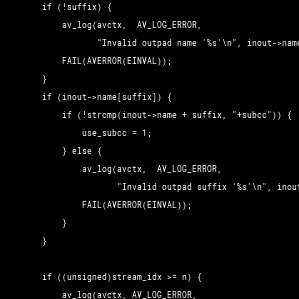 if (!suffix) {
av_log(avctx,  AV_LOG_ERROR,
"Invalid outpad name '%s'\n", inout->name
FAIL(AVERROR(EINVAL));
}
if (inout->name[suffix]) {
if (!strcmp(inout->name + suffix, "+subcc")) {
use_subcc = 1;
} else {
av_log(avctx,  AV_LOG_ERROR,
"Invalid outpad suffix '%s'\n", inout
FAIL(AVERROR(EINVAL));
}
}
if ((unsigned)stream_idx >= n) {
av_log(avctx, AV_LOG_ERROR,